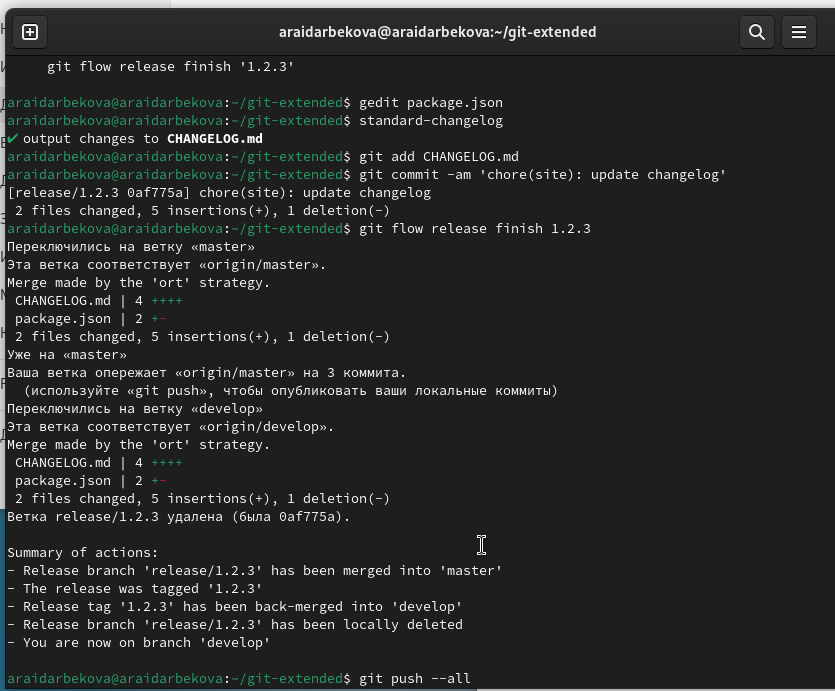 araidarbekova@araidarbekova:~/git-extended
git flow release finish '1.2.3'
araidarbekova@araidarbekova:~/git-extended$ gedit package.json
araidarbekova@araidarbekova:~/git-extended$ standard-changelog
✔ output changes to CHANGELOG.md
araidarbekova@araidarbekova:~/git-extended$ git add CHANGELOG.md
araidarbekova@araidarbekova:~/git-extended$ git commit -am 'chore(site): update changelog'
[release/1.2.3 0af775a] chore(site): update changelog
2 files changed, 5 insertions(+), 1 deletion(-)
araidarbekova@araidarbekova:~/git-extended$ git flow release finish 1.2.3
Переключились на ветку «master»
Эта ветка соответствует «origin/master».
Merge made by the 'ort' strategy.
CHANGELOG.md | 4 ++++
package.json | 2 +-
2 files changed, 5 insertions(+), 1 deletion(-)
Уже на «master»
Ваша ветка опережает «origin/master» на 3 коммита.
(используйте «git push», чтобы опубликовать ваши локальные коммиты)
Переключились на ветку «develop»
Эта ветка соответствует «origin/develop».
Merge made by the 'ort' strategy.
CHANGELOG.md | 4 ++++
package.json | 2 +-
2 files changed, 5 insertions(+), 1 deletion(-)
Ветка release/1.2.3 удалена (была 0af775a).
Summary of actions:
- Release branch 'release/1.2.3' has been merged into 'master'
- The release was tagged '1.2.3'
- Release tag '1.2.3' has been back-merged into 'develop'
- Release branch 'release/1.2.3' has been locally deleted
- You are now on branch 'develop'
araidarbekova@araidarbekova:~/git-extended$ git push --all